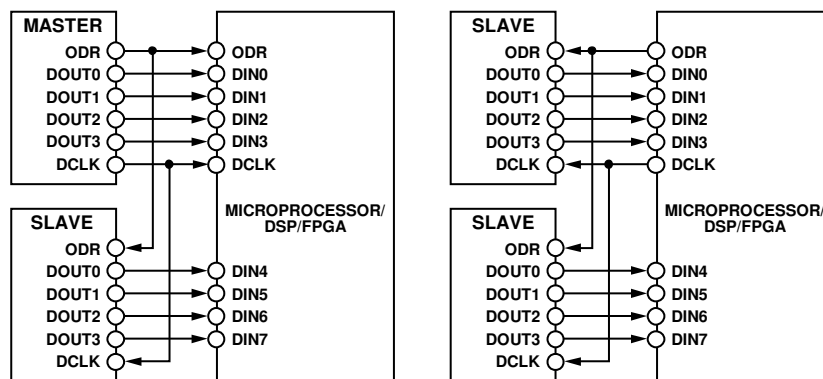 MASTER
ODR
DOUT0
DOUT1
DOUT2
DOUT3
DCLK
ODR
DIN0
DIN1
DIN2
DIN3
DCLK
SLAVE
ODR
DOUT0
DOUT1
DOUT2
DOUT3
DCLK
MICROPROCESSOR/
DSP/FPGA
DIN4
DIN5
DIN6
DIN7
SLAVE
ODR
DOUT0
DOUT1
DOUT2
DOUT3
DCLK
ODR
DIN0
DIN1
DIN2
DIN3
DCLK
SLAVE
ODR
DOUT0
DOUT1
DOUT2
DOUT3
DCLK
MICROPROCESSOR/
DSP/FPGA
DIN4
DIN5
DIN6
DIN7